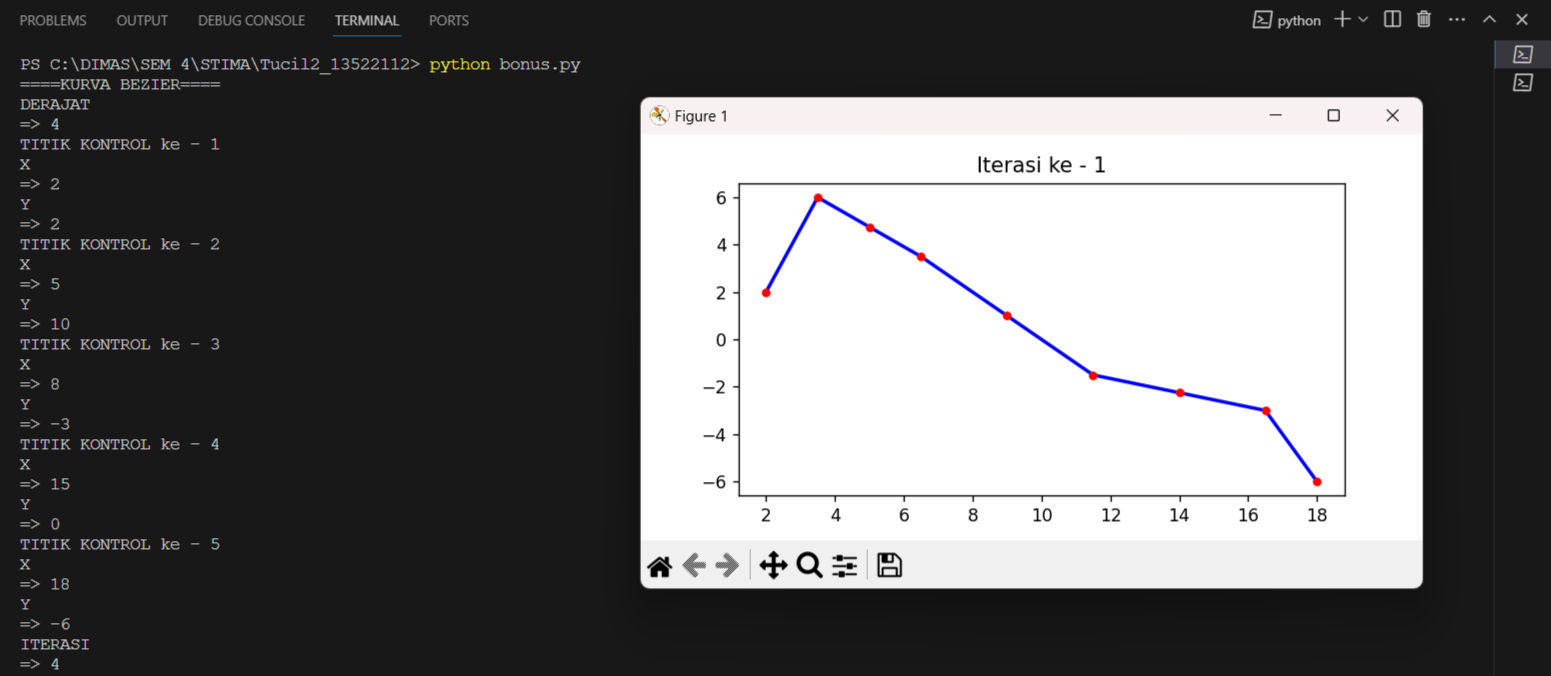 PROBLEMS OUTPUT DEBUG CONSOLE TERMINAL PORTS python
PS C:\DIMAS\SEM 4\STIMA\Tucil2_13522112> python bonus.py
====KURVA BEZIER====
DERAJAT
=> 4
TITIK KONTROL ke - 1
X
=> 2
Y
=> 2
TITIK KONTROL ke - 2
X
=> 5
Y
=> 10
TITIK KONTROL ke - 3
X
=> 8
Y
=> -3
TITIK KONTROL ke - 4
X
=> 15
Y
=> 0
TITIK KONTROL ke - 5
X
=> 18
Y
=> -6
ITERASI
=> 4
Figure 1
Iterasi ke - 1
6
4
2
0
−2
−4
−6
2 4 6 8 10 12 14 16 18